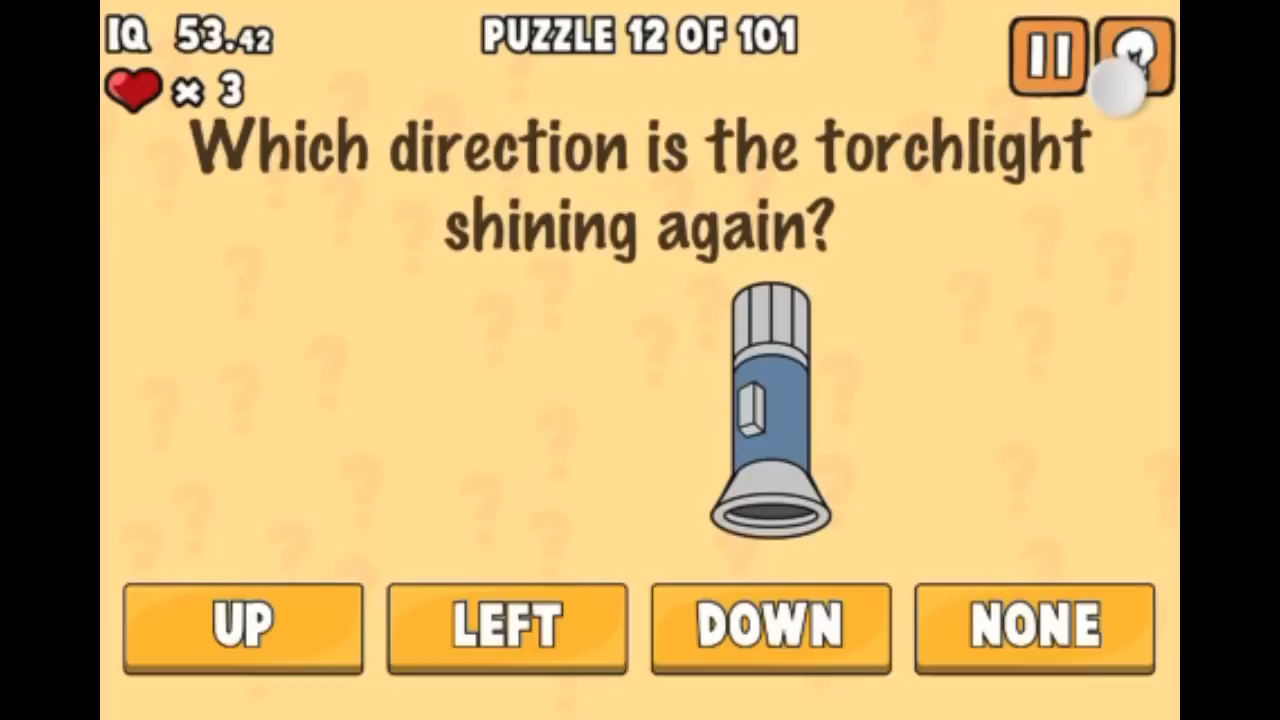 IQ 53.42
PUZZLE 12 OF 101
× 3
Which direction is the torchlight
shining again?
UP
LEFT
DOWN
NONE